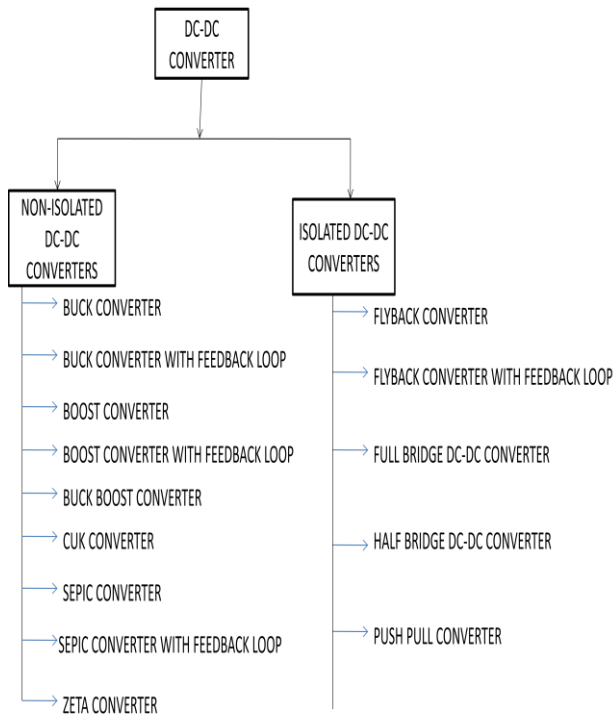 DC-DC
CONVERTER
NON-ISOLATED
DC-DC
CONVERTERS
BUCK CONVERTER
BUCK CONVERTER WITH FEEDBACK LOOP
BOOST CONVERTER
BOOST CONVERTER WITH FEEDBACK LOOP
BUCK BOOST CONVERTER
CUK CONVERTER
SEPIC CONVERTER
SEPIC CONVERTER WITH FEEDBACK LOOP
ZETA CONVERTER
ISOLATED DC-DC
CONVERTERS
FLYBACK CONVERTER
FLYBACK CONVERTER WITH FEEDBACK LOOP
FULL BRIDGE DC-DC CONVERTER
HALF BRIDGE DC-DC CONVERTER
PUSH PULL CONVERTER